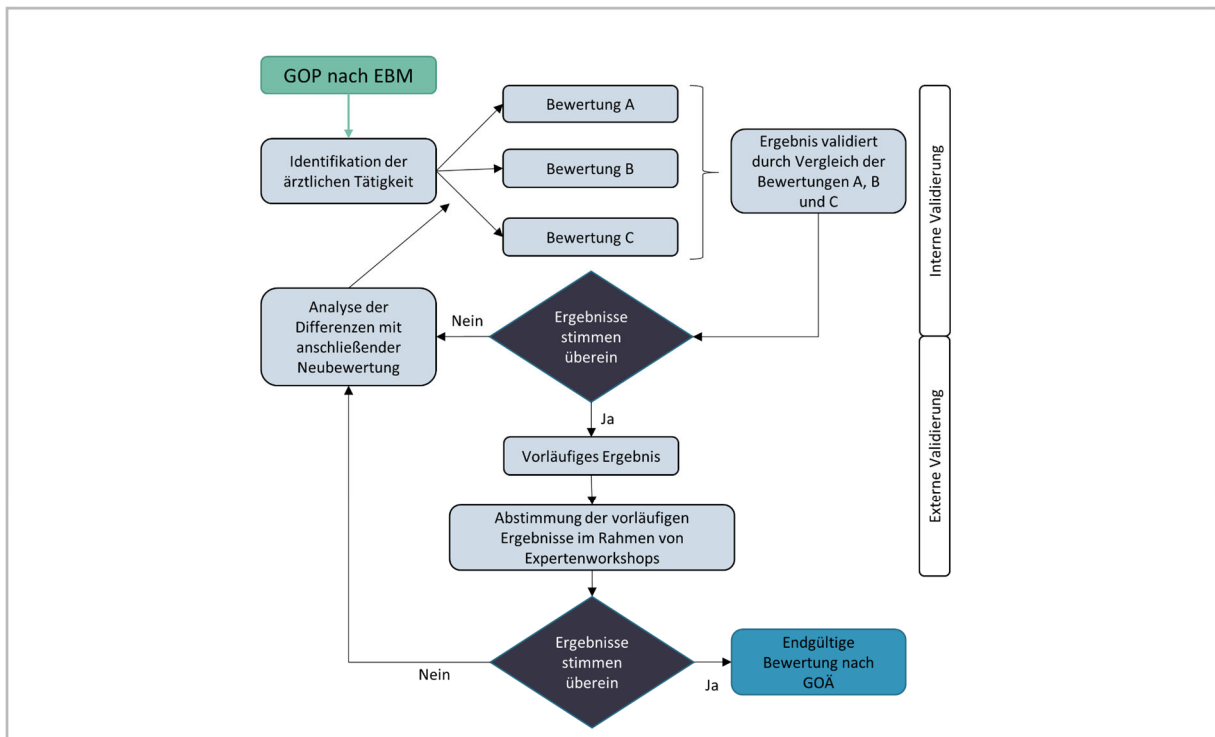 GOP nach EBM
Identifikation der
ärztlichen Tätigkeit
Bewertung A
Bewertung B
Bewertung C
Ergebnis validiert
durch Vergleich der
Bewertungen A, B
und C
Interne Validierung
Analyse der
Differenzen mit
anschließender
Neubewertung
Nein
Ergebnisse
stimmen
überein
Ja
Vorläufiges Ergebnis
Abstimmung der vorläufigen
Ergebnisse im Rahmen von
Expertenworkshops
Externe Validierung
Nein
Ergebnisse
stimmen
überein
Ja
Endgültige
Bewertung nach
GOÄ